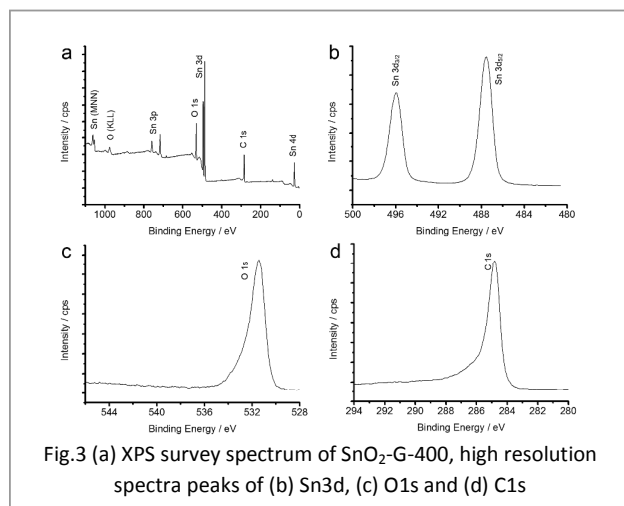 a
Intensity / cps
Sn (MNN)
O (KLL)
Sn 3p
O 1s
Sn 3d
C 1s
Sn 4d
1000 800 600 400 200 0
Binding Energy / eV
b
Intensity / cps
Sn 3d3/2
Sn 3d5/2
500 496 492 488 484 480
Binding Energy / eV
c
Intensity / cps
O 1s
544 540 536 532 528
Binding Energy / eV
d
Intensity / cps
C 1s
294 292 290 288 286 284 282 280
Binding Energy / eV
Fig.3 (a) XPS survey spectrum of SnO₂-G-400, high resolution
spectra peaks of (b) Sn3d, (c) O1s and (d) C1s